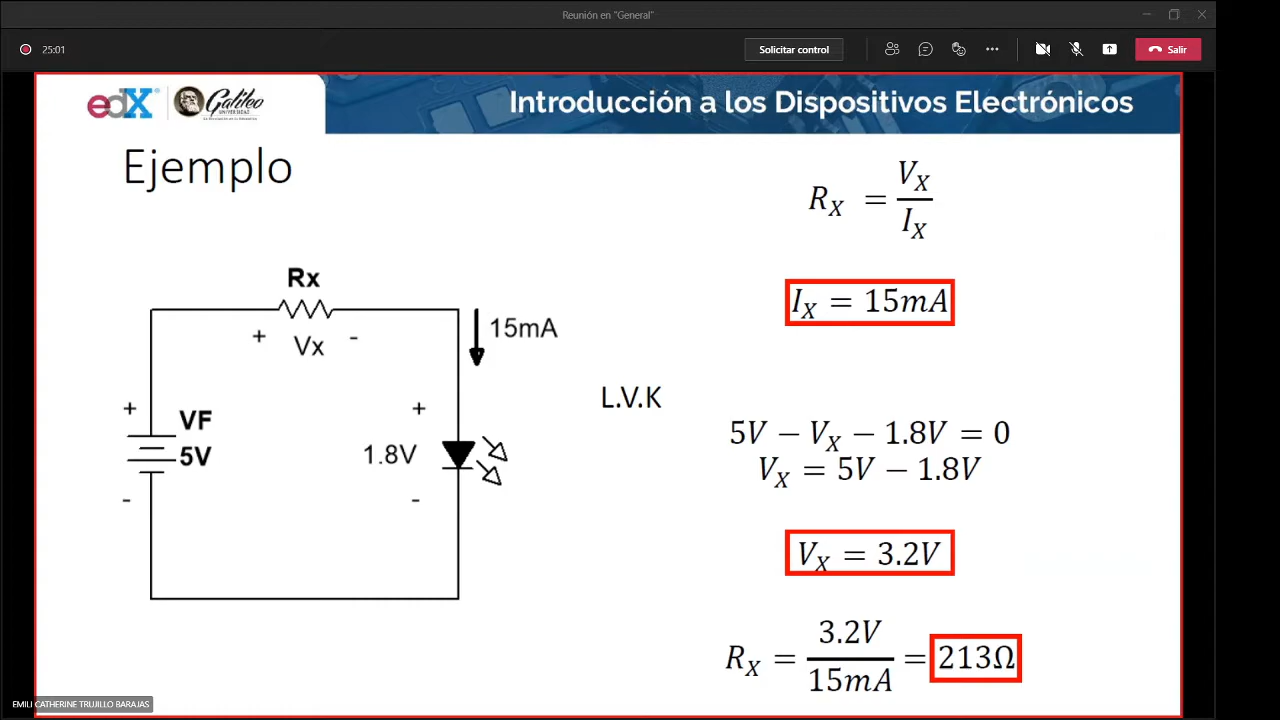 Reunión en "General"
25:01
Solicitar control
Salir
edX
Galileo
UNIVERSIDAD
Introducción a los Dispositivos Electrónicos
Ejemplo
R_X = V_X / I_X
I_X = 15mA
Rx
+ Vx -
15mA
L.V.K
+
VF
5V
-
+
1.8V
-
5V − V_X − 1.8V = 0
V_X = 5V − 1.8V
V_X = 3.2V
R_X = 3.2V / 15mA = 213Ω
EMILI CATHERINE TRUJILLO BARAJAS